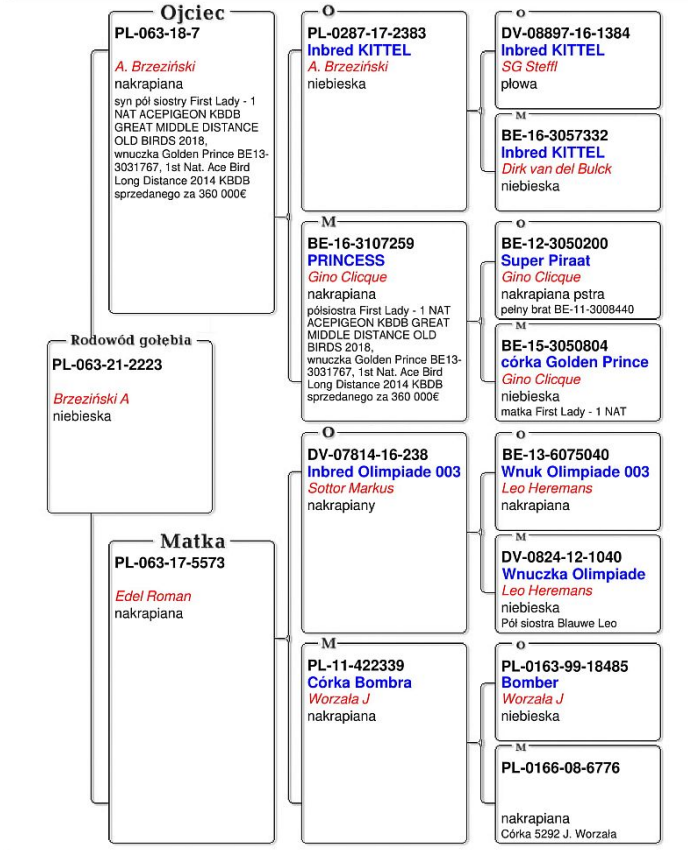 Ojciec
PL-063-18-7
A. Brzeziński
nakrapiana
syn pół siostry First Lady - 1
NAT ACEPIGEON KBDB
GREAT MIDDLE DISTANCE
OLD BIRDS 2018,
wnuczka Golden Prince BE13-
3031767, 1st Nat. Ace Bird
Long Distance 2014 KBDB
sprzedanego za 360 000€
Rodowód gołębia
PL-063-21-2223
Brzeziński A
niebieska
Matka
PL-063-17-5573
Edel Roman
nakrapiana
O
PL-0287-17-2383
Inbred KITTEL
A. Brzeziński
niebieska
M
BE-16-3107259
PRINCESS
Gino Clicque
nakrapiana
półsiostra First Lady - 1 NAT
ACEPIGEON KBDB GREAT
MIDDLE DISTANCE OLD
BIRDS 2018,
wnuczka Golden Prince BE13-
3031767, 1st Nat. Ace Bird
Long Distance 2014 KBDB
sprzedanego za 360 000€
O
DV-07814-16-238
Inbred Olimpiade 003
Sottor Markus
nakrapiany
M
PL-11-422339
Córka Bombra
Worzała J
nakrapiana
O
DV-08897-16-1384
Inbred KITTEL
SG Steffl
płowa
M
BE-16-3057332
Inbred KITTEL
Dirk van del Bulck
niebieska
O
BE-12-3050200
Super Piraat
Gino Clicque
nakrapiana pstra
pełny brat BE-11-3008440
M
BE-15-3050804
córka Golden Prince
Gino Clicque
niebieska
matka First Lady - 1 NAT
O
BE-13-6075040
Wnuk Olimpiade 003
Leo Heremans
nakrapiana
M
DV-0824-12-1040
Wnuczka Olimpiade
Leo Heremans
niebieska
Pół siostra Blauwe Leo
O
PL-0163-99-18485
Bomber
Worzała J
niebieska
M
PL-0166-08-6776
nakrapiana
Córka 5292 J. Worzała